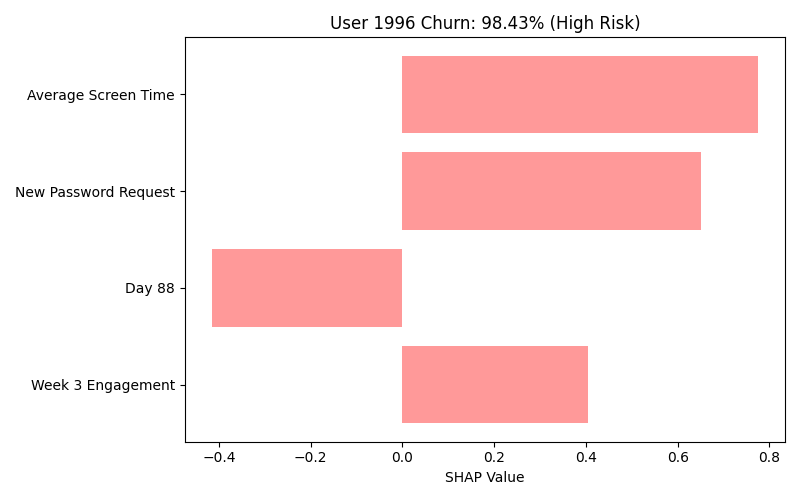 User 1996 Churn: 98.43% (High Risk)
Average Screen Time
New Password Request
Day 88
Week 3 Engagement
−0.4 −0.2 0.0 0.2 0.4 0.6 0.8
SHAP Value